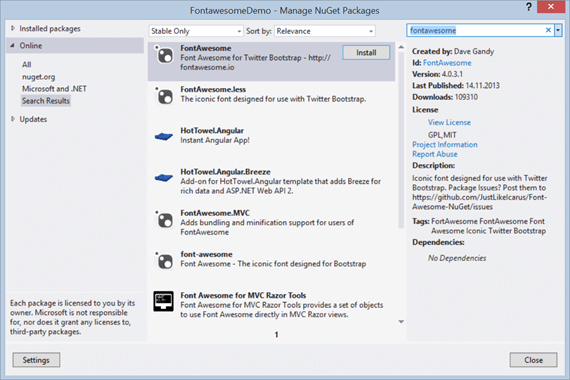 FontawesomeDemo - Manage NuGet Packages
Installed packages
Online
All
nuget.org
Microsoft and .NET
Search Results
Updates
Each package is licensed to you by its
owner. Microsoft is not responsible
for, nor does it grant any licenses to,
third-party packages.
Settings
Stable Only
Sort by: Relevance
FontAwesome
Font Awesome for Twitter Bootstrap - http://
fontawesome.io
Install
FontAwesome.less
The iconic font designed for use with Twitter
Bootstrap.
HotTowel.Angular
Instant Angular App!
HotTowel.Angular.Breeze
Add-on for HotTowel.Angular template that adds Breeze for
rich data and ASP.NET Web API 2.
FontAwesome.MVC
Adds bundling and minification support for users of
FontAwesome
font-awesome
Font Awesome - The iconic font designed for Bootstrap
Font Awesome for MVC Razor Tools
Font Awesome for MVC Razor Tools provides a set of objects
to use Font Awesome directly in MVC Razor views.
1
fontawesome
Created by: Dave Gandy
Id: FontAwesome
Version: 4.0.3.1
Last Published: 14.11.2013
Downloads: 109310
License
View License
GPL,MIT
Project Information
Report Abuse
Description:
Iconic font designed for use with Twitter
Bootstrap. Package Issues? Post them to
https://github.com/JustLikeIcarus/Font-
Awesome-NuGet/issues
Tags: FontAwesome FontAwesome Font
Awesome Iconic Twitter Bootstrap
Dependencies:
No Dependencies
Close